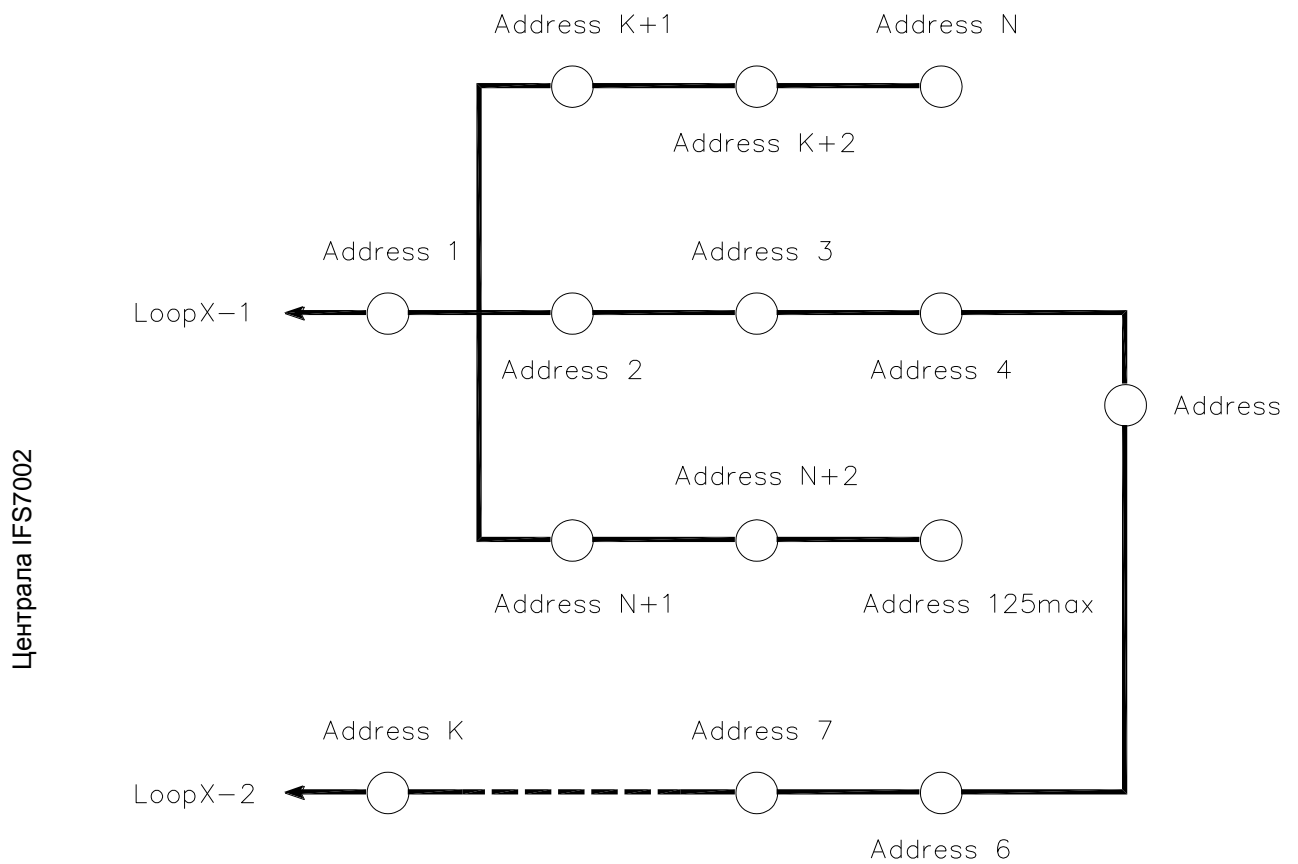 Address K+1
Address N
Address K+2
Address 1
Address 3
LoopX-1
Address 2
Address 4
Address
Address N+2
Централа IFS7002
Address N+1
Address 125max
Address K
Address 7
LoopX-2
Address 6